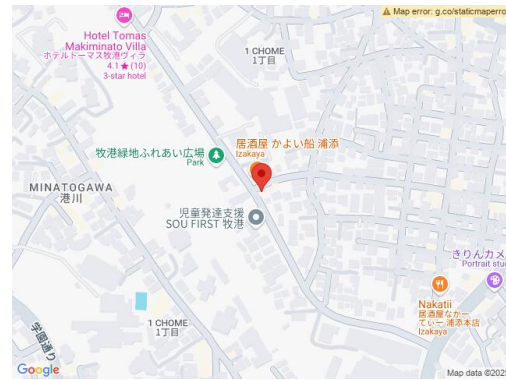 Map error: g.co/staticmaperro
Hotel Tomas
Makiminato Villa
ホテルトーマス牧港ヴィラ
4.1★(10)
3-star hotel
1 CHOME
1丁目
居酒屋 かよい船 浦添
Izakaya
牧港緑地ふれあい広場
Park
MINATOGAWA
港川
児童発達支援
SOU FIRST 牧港
きりんカメ
Portrait stu
Nakatii
居酒屋なかー
てぃー 浦添本店
Izakaya
1 CHOME
1丁目
学園通り
Google
Map data ©2025